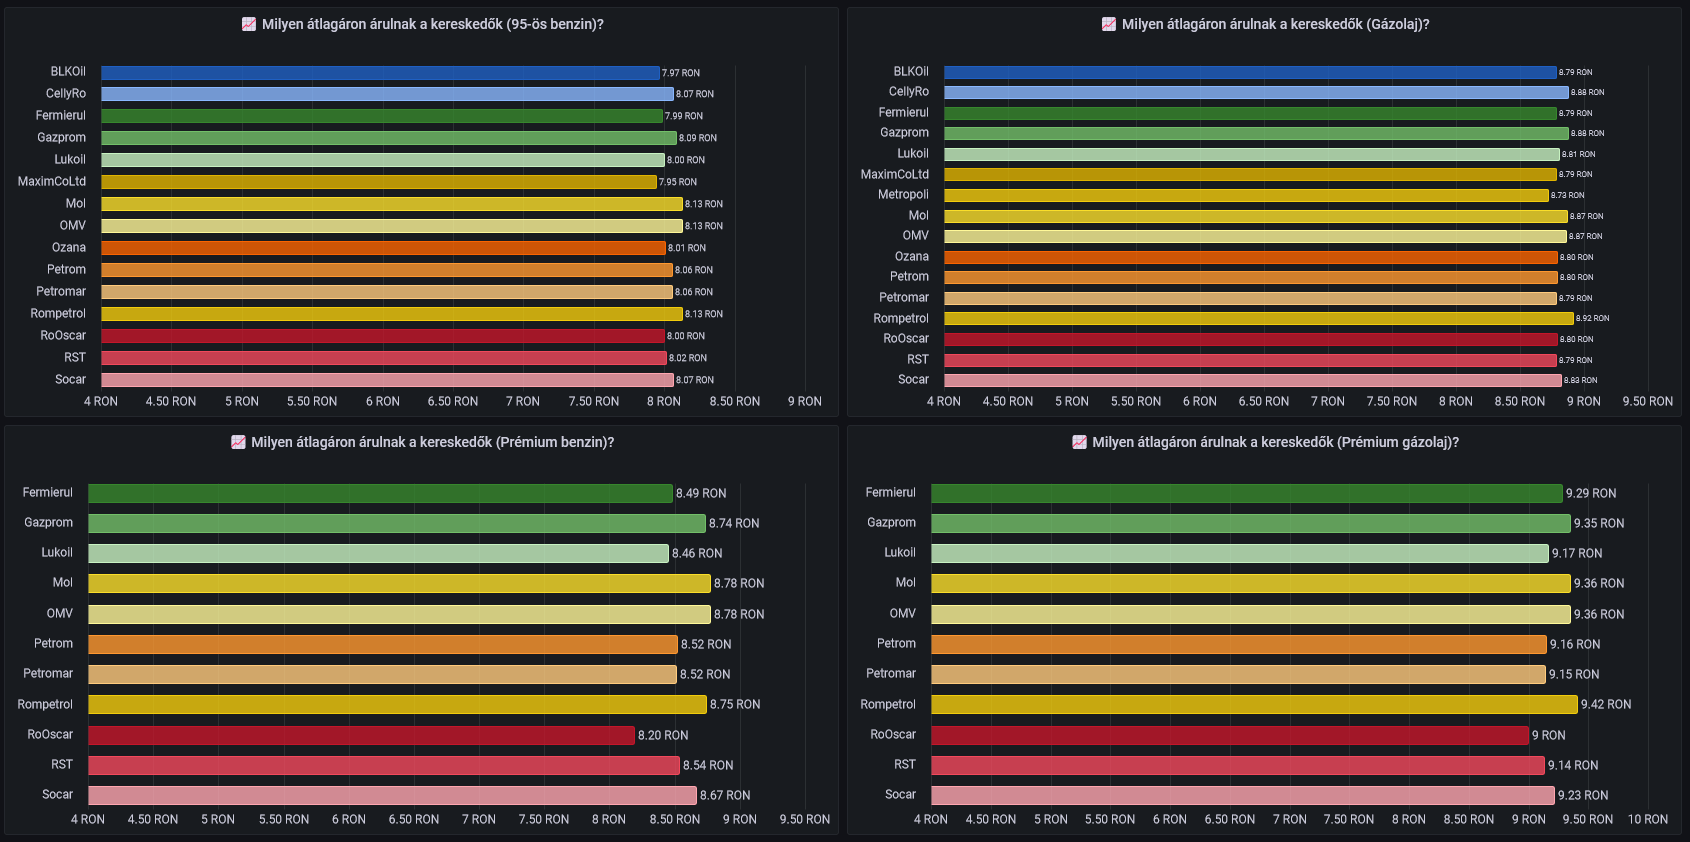 Milyen átlagáron árulnak a kereskedők (95-ös benzin)?
BLKOil 7.97 RON
CellyRo 8.07 RON
Fermierul 7.99 RON
Gazprom 8.09 RON
Lukoil 8.00 RON
MaximCoLtd 7.95 RON
Mol 8.13 RON
OMV 8.13 RON
Ozana 8.01 RON
Petrom 8.06 RON
Petromar 8.06 RON
Rompetrol 8.13 RON
RoOscar 8.00 RON
RST 8.02 RON
Socar 8.07 RON
4 RON 4.50 RON 5 RON 5.50 RON 6 RON 6.50 RON 7 RON 7.50 RON 8 RON 8.50 RON 9 RON
Milyen átlagáron árulnak a kereskedők (Gázolaj)?
BLKOil 8.79 RON
CellyRo 8.88 RON
Fermierul 8.79 RON
Gazprom 8.88 RON
Lukoil 8.81 RON
MaximCoLtd 8.79 RON
Metropoli 8.73 RON
Mol 8.87 RON
OMV 8.87 RON
Ozana 8.80 RON
Petrom 8.80 RON
Petromar 8.79 RON
Rompetrol 8.92 RON
RoOscar 8.80 RON
RST 8.79 RON
Socar 8.83 RON
4 RON 4.50 RON 5 RON 5.50 RON 6 RON 6.50 RON 7 RON 7.50 RON 8 RON 8.50 RON 9 RON 9.50 RON
Milyen átlagáron árulnak a kereskedők (Prémium benzin)?
Fermierul 8.49 RON
Gazprom 8.74 RON
Lukoil 8.46 RON
Mol 8.78 RON
OMV 8.78 RON
Petrom 8.52 RON
Petromar 8.52 RON
Rompetrol 8.75 RON
RoOscar 8.20 RON
RST 8.54 RON
Socar 8.67 RON
4 RON 4.50 RON 5 RON 5.50 RON 6 RON 6.50 RON 7 RON 7.50 RON 8 RON 8.50 RON 9 RON 9.50 RON
Milyen átlagáron árulnak a kereskedők (Prémium gázolaj)?
Fermierul 9.29 RON
Gazprom 9.35 RON
Lukoil 9.17 RON
Mol 9.36 RON
OMV 9.36 RON
Petrom 9.16 RON
Petromar 9.15 RON
Rompetrol 9.42 RON
RoOscar 9 RON
RST 9.14 RON
Socar 9.23 RON
4 RON 4.50 RON 5 RON 5.50 RON 6 RON 6.50 RON 7 RON 7.50 RON 8 RON 8.50 RON 9 RON 9.50 RON 10 RON